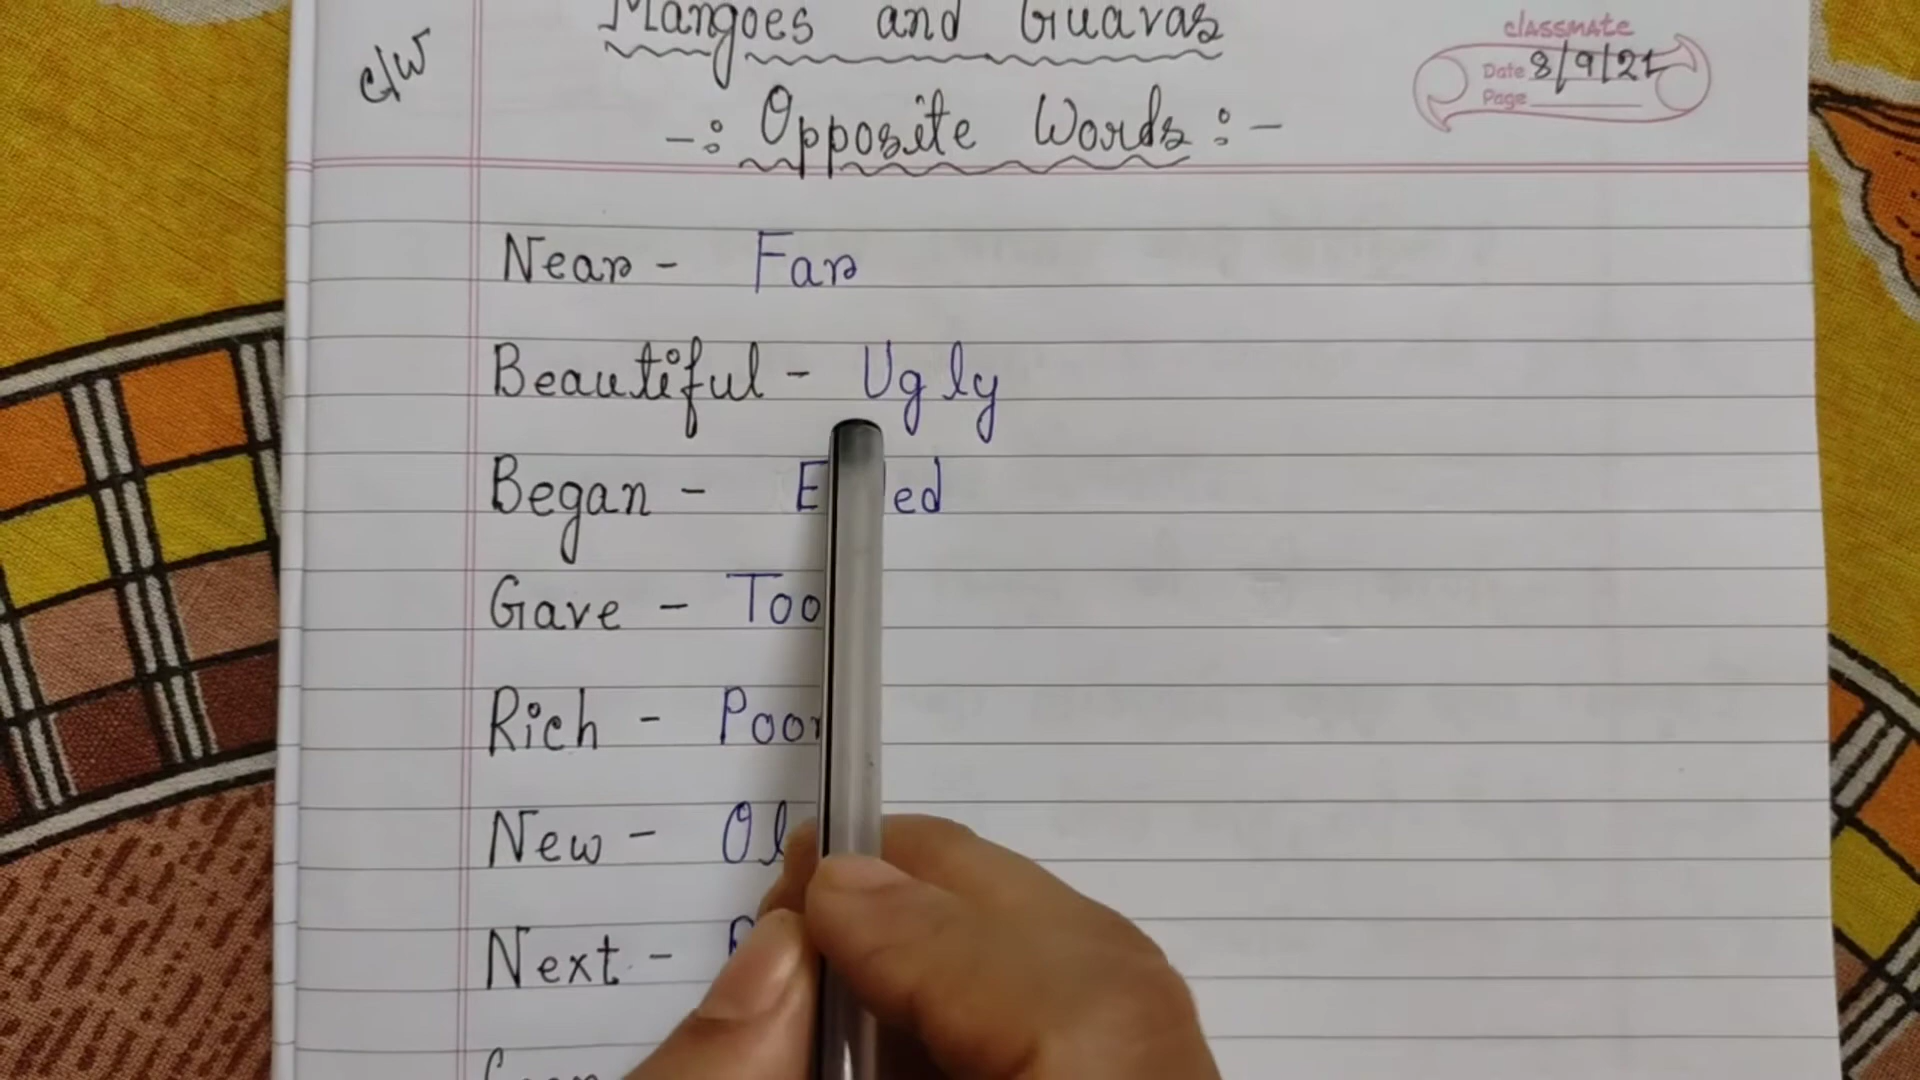 Mangoes and Guavas
c/w
classmate
Date 8/9/21
Page
-: Opposite Words :-
Near - Far
Beautiful - Ugly
Began -
Gave -
Rich - Poor
New -
Next -